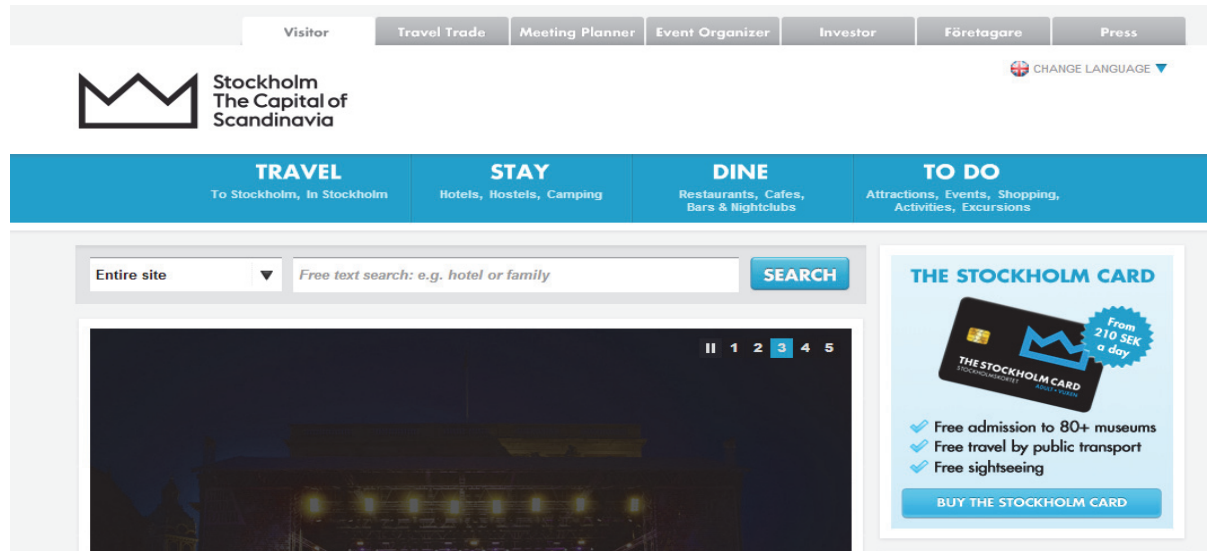 Visitor
Travel Trade
Meeting Planner
Event Organizer
Investor
Företagare
Press
CHANGE LANGUAGE
Stockholm
The Capital of
Scandinavia
TRAVEL
To Stockholm, In Stockholm
STAY
Hotels, Hostels, Camping
DINE
Restaurants, Cafes,
Bars & Nightclubs
TO DO
Attractions, Events, Shopping,
Activities, Excursions
Entire site
Free text search: e.g. hotel or family
SEARCH
1 2 3 4 5
THE STOCKHOLM CARD
From
210 SEK
a day
THE STOCKHOLM CARD
STOCKHOLMSKORTET
ADULT • VUXEN
Free admission to 80+ museums
Free travel by public transport
Free sightseeing
BUY THE STOCKHOLM CARD